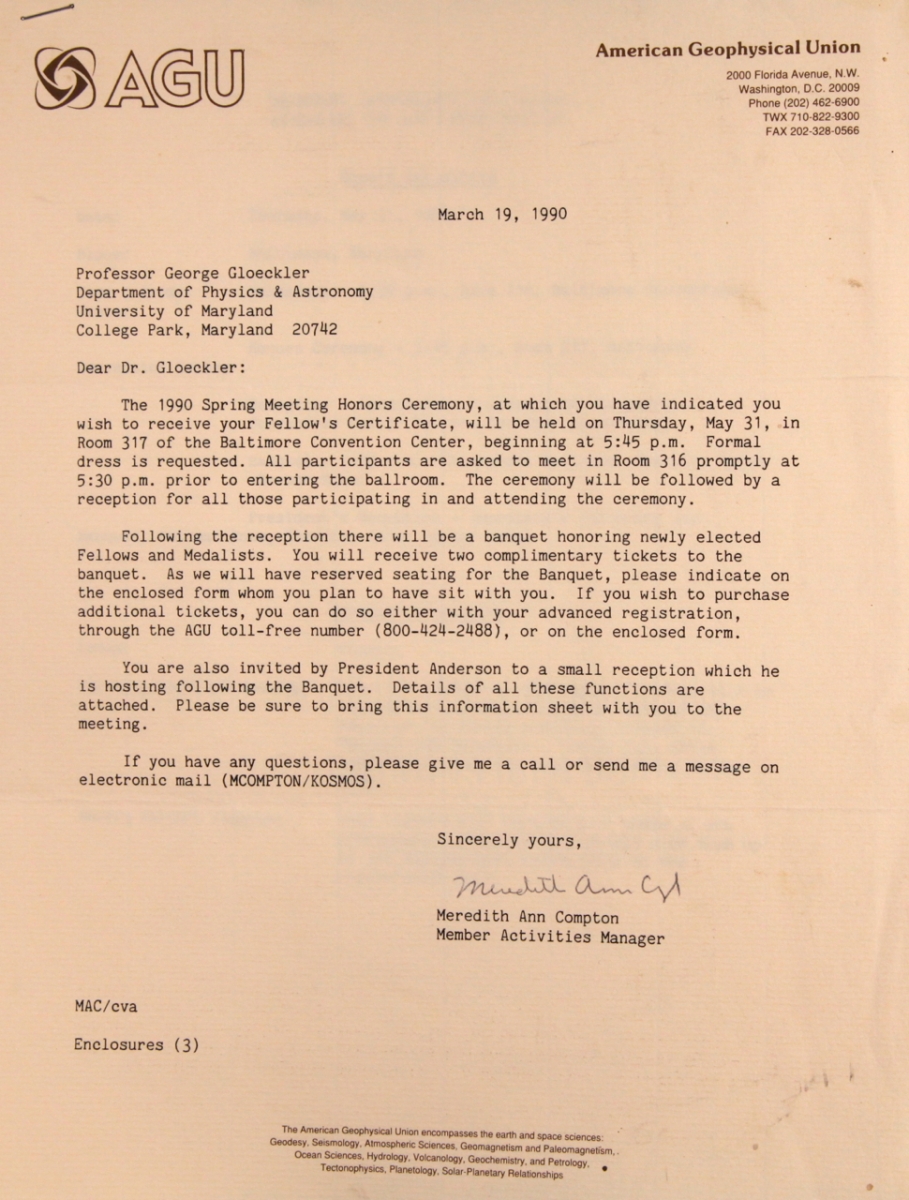 AGU
American Geophysical Union
2000 Florida Avenue, N.W.
Washington, D.C. 20009
Phone (202) 462-6900
TWX 710-822-9300
FAX 202-328-0566
March 19, 1990
Professor George Gloeckler
Department of Physics & Astronomy
University of Maryland
College Park, Maryland  20742
Dear Dr. Gloeckler:
The 1990 Spring Meeting Honors Ceremony, at which you have indicated you
wish to receive your Fellow's Certificate, will be held on Thursday, May 31, in
Room 317 of the Baltimore Convention Center, beginning at 5:45 p.m.  Formal
dress is requested.  All participants are asked to meet in Room 316 promptly at
5:30 p.m. prior to entering the ballroom.  The ceremony will be followed by a
reception for all those participating in and attending the ceremony.
Following the reception there will be a banquet honoring newly elected
Fellows and Medalists.  You will receive two complimentary tickets to the
banquet.  As we will have reserved seating for the Banquet, please indicate on
the enclosed form whom you plan to have sit with you.  If you wish to purchase
additional tickets, you can do so either with your advanced registration,
through the AGU toll-free number (800-424-2488), or on the enclosed form.
You are also invited by President Anderson to a small reception which he
is hosting following the Banquet.  Details of all these functions are
attached.  Please be sure to bring this information sheet with you to the
meeting.
If you have any questions, please give me a call or send me a message on
electronic mail (MCOMPTON/KOSMOS).
Sincerely yours,
Meredith Ann
Meredith Ann Compton
Member Activities Manager
MAC/cva
Enclosures (3)
The American Geophysical Union encompasses the earth and space sciences:
Geodesy, Seismology, Atmospheric Sciences, Geomagnetism and Paleomagnetism,
Ocean Sciences, Hydrology, Volcanology, Geochemistry, and Petrology,
Tectonophysics, Planetology, Solar-Planetary Relationships